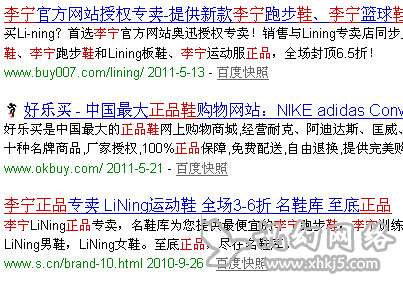 李宁官方网站授权专卖-提供新款李宁跑步鞋、李宁篮球鞋
买Li-ning? 首选李宁官方网站奥迅授权专卖! 销售与Lining专卖店同步
鞋、李宁跑步鞋和Lining板鞋、李宁运动服正品, 全场封顶6.5折!
www.buy007.com/lining/ 2011-5-13 - 百度快照
好乐买 - 中国最大正品鞋购物网站: NIKE adidas Conv
好乐买是中国最大的正品鞋网上购物商城,经营耐克、阿迪达斯、匡威、
十种名牌商品,厂家授权,100%正品保障,免费配送,自由退换,提供完美购
www.okbuy.com/ 2011-5-21 - 百度快照
李宁正品专卖 LiNing运动鞋 全场3-6折 名鞋库 至底正品
李宁LiNing正品专卖, 名鞋库为您提供最便宜的李宁跑步鞋, 李宁训练
LiNing男鞋, LiNing女鞋。至底正品, 尽在名鞋库。
www.s.cn/brand-10.html 2010-9-26 - 百度快照
世纪网络
www.xhkj5.com